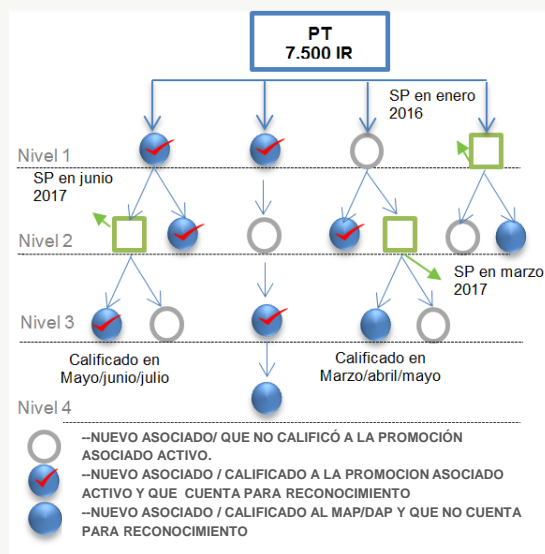 PT
7.500 IR
SP en enero
2016
Nivel 1
SP en junio
2017
Nivel 2
SP en marzo
2017
Nivel 3
Calificado en
Mayo/junio/julio
Calificado en
Marzo/abril/mayo
Nivel 4
--NUEVO ASOCIADO/ QUE NO CALIFICÓ A LA PROMOCIÓN
ASOCIADO ACTIVO.
--NUEVO ASOCIADO / CALIFICADO A LA PROMOCION ASOCIADO
ACTIVO Y QUE CUENTA PARA RECONOCIMIENTO
--NUEVO ASOCIADO / CALIFICADO AL MAP/DAP Y QUE NO CUENTA
PARA RECONOCIMIENTO